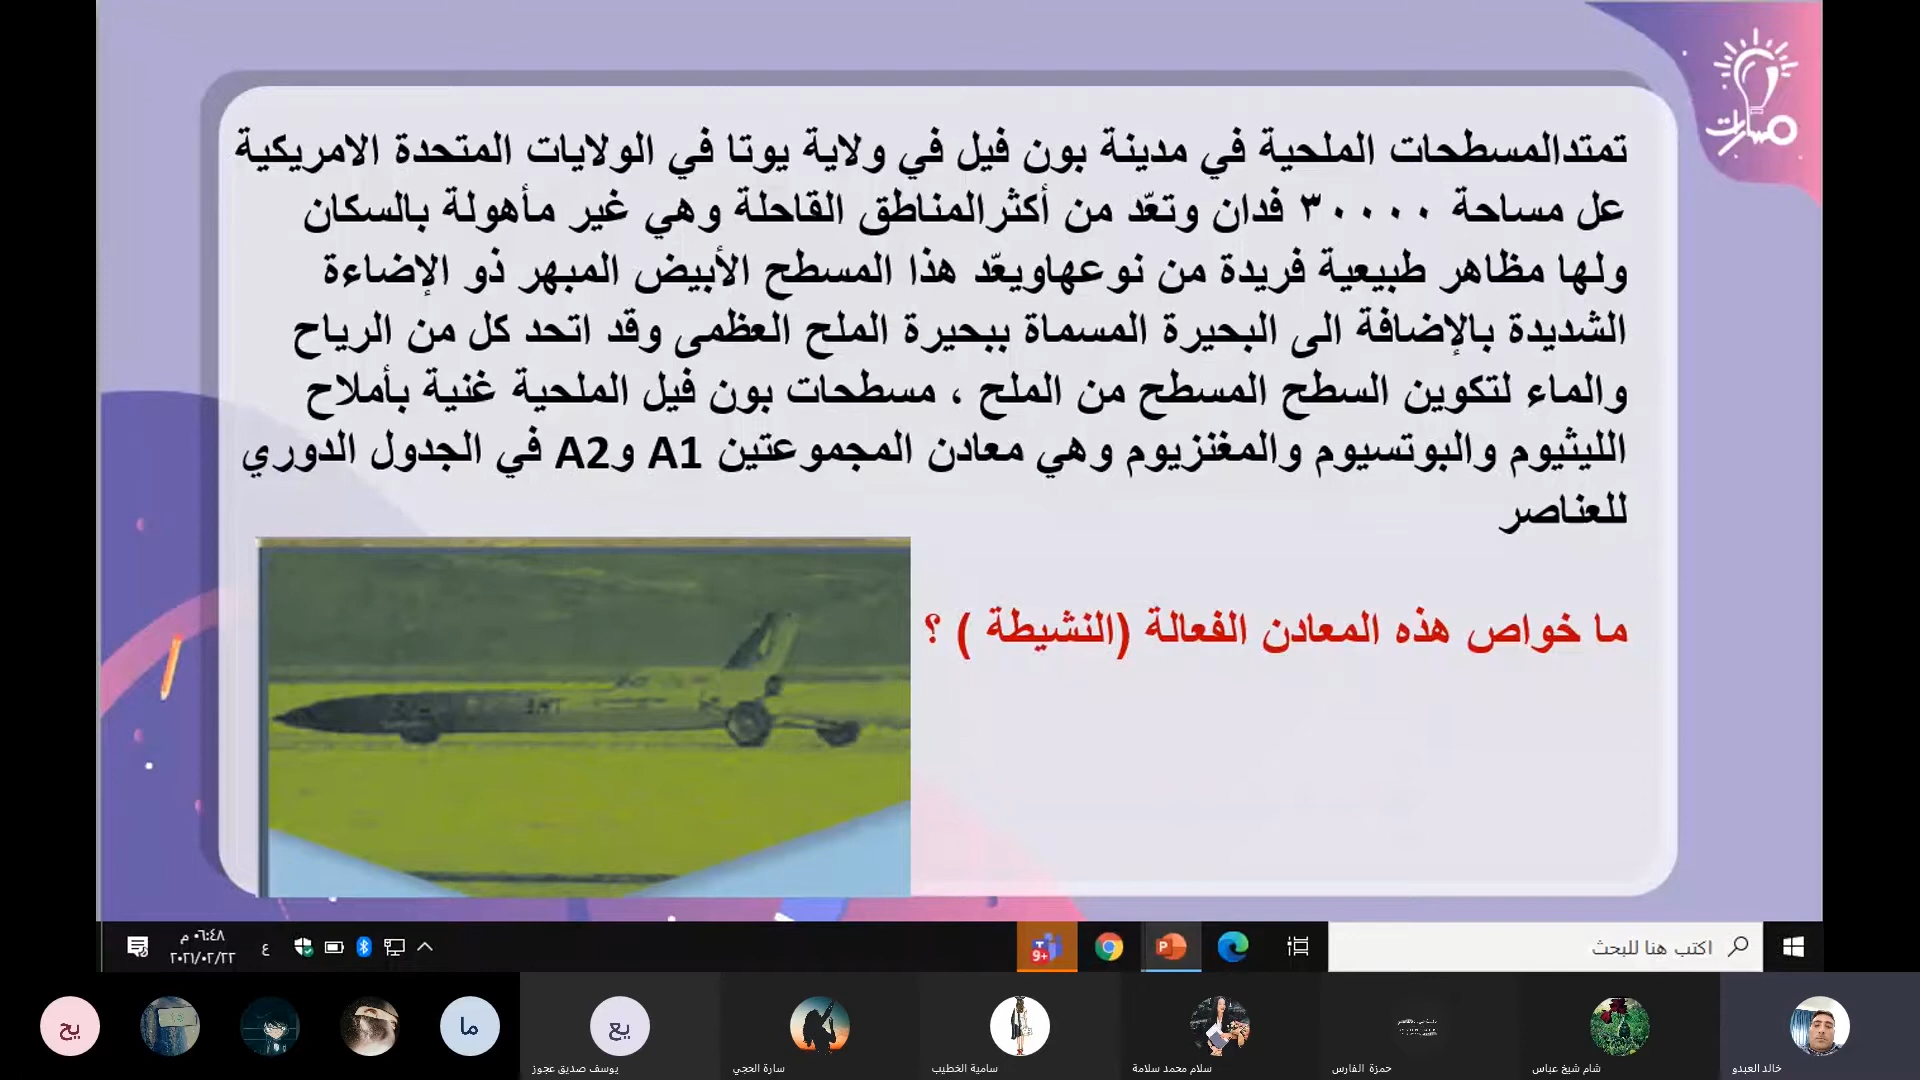 مسارات
تمتدالمسطحات الملحية في مدينة بون فيل في ولاية يوتا في الولايات المتحدة الامريكية
عل مساحة ٣٠٠٠٠ فدان وتعّد من أكثرالمناطق القاحلة وهي غير مأهولة بالسكان
ولها مظاهر طبيعية فريدة من نوعهاويعّد هذا المسطح الأبيض المبهر ذو الإضاءة
الشديدة بالإضافة الى البحيرة المسماة ببحيرة الملح العظمى وقد اتحد كل من الرياح
والماء لتكوين السطح المسطح من الملح ، مسطحات بون فيل الملحية غنية بأملاح
الليثيوم والبوتسيوم والمغنزيوم وهي معادن المجموعتين A1 وA2 في الجدول الدوري
للعناصر
ما خواص هذه المعادن الفعالة (النشيطة ) ؟
اكتب هنا للبحث
9+
ع
٠٦:٤٨ م
٢٠٢١/٠٢/٢٢
يح
ما
يع
يوسف صديق عجوز
سارة الحجي
سامية الخطيب
سلام محمد سلامة
حمزة الفارس
شام شيخ عباس
خالد العبدو